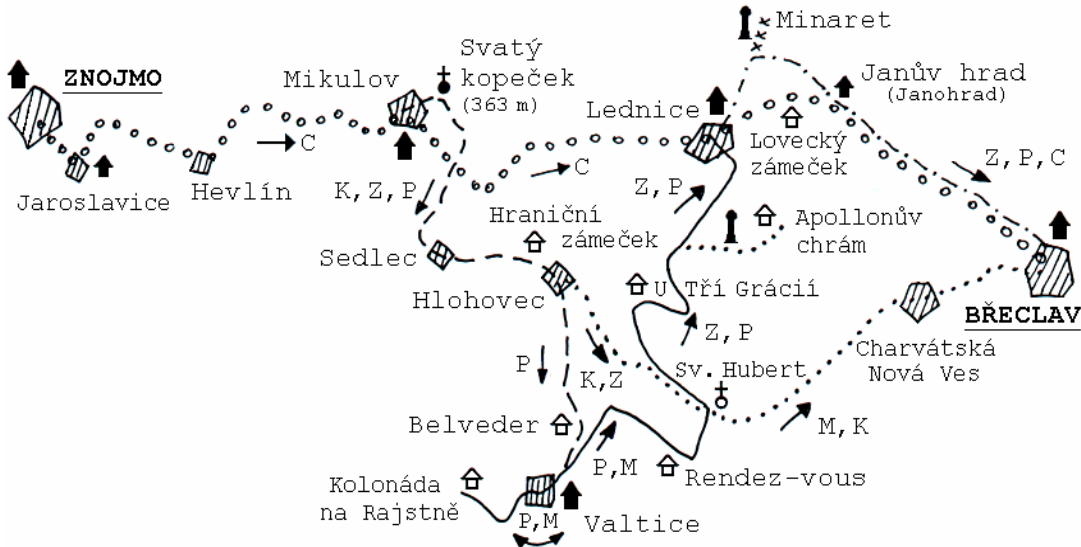 Minaret
ZNOJMO
Mikulov
Svatý
kopeček
(363 m)
Janův hrad
(Janohrad)
Lednice
Lovecký
zámeček
C
Z,P,C
Jaroslavice
Hevlín
K,Z,P
C
Z,P
Hraniční
zámeček
Apollonův
chrám
Sedlec
Hlohovec
U Tří Grácií
BŘECLAV
Z,P
Charvátská
Nová Ves
P
K,Z
Sv. Hubert
M,K
Belveder
P,M
Rendez-vous
Kolonáda
na Rajstně
P,M
Valtice